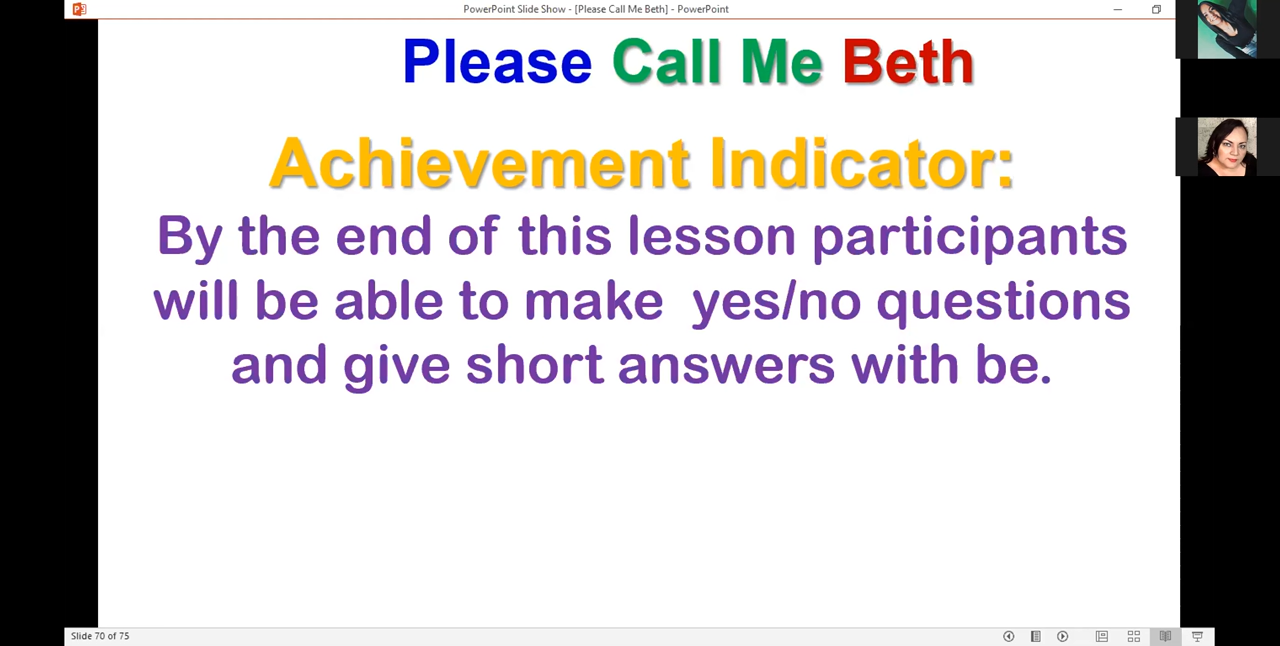 PowerPoint Slide Show - [Please Call Me Beth] - PowerPoint
Please Call Me Beth
Achievement Indicator:
By the end of this lesson participants
will be able to make yes/no questions
and give short answers with be.
Slide 70 of 75